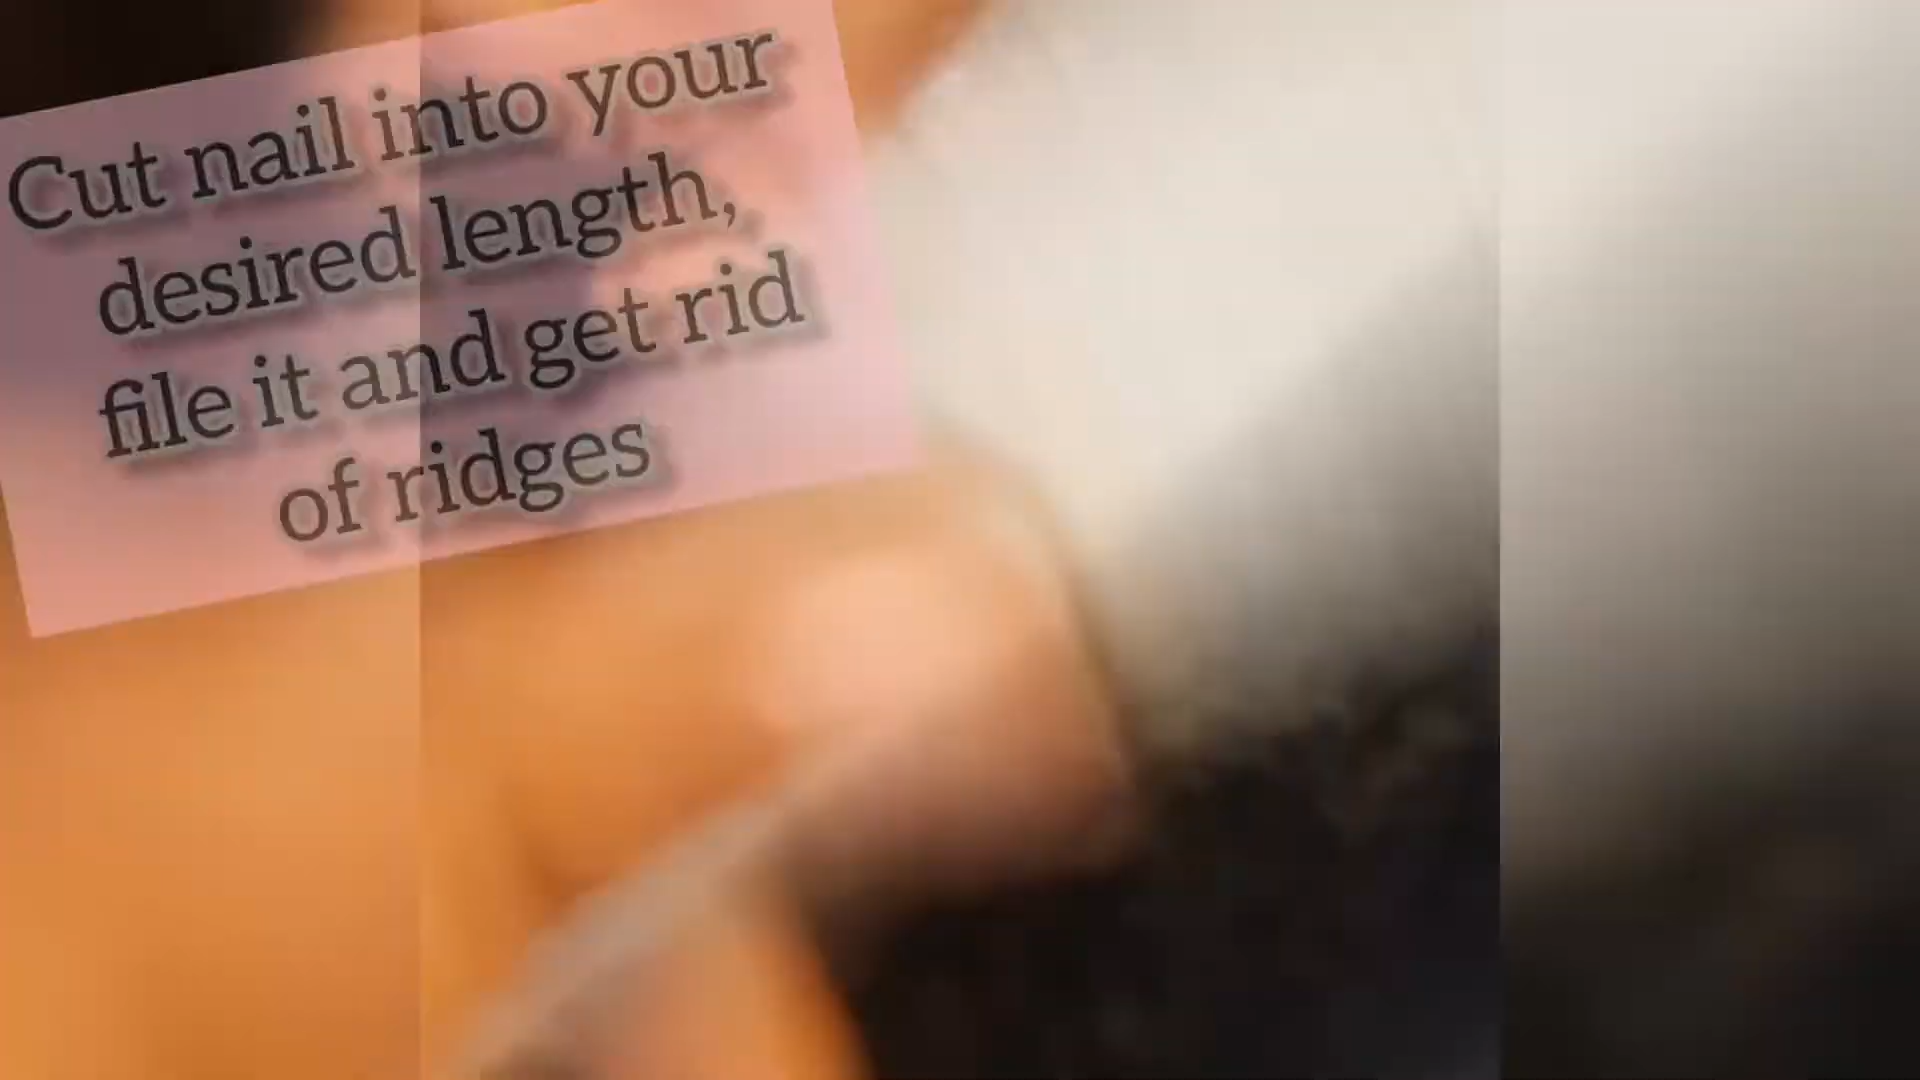 Cut nail into your
desired length,
file it and get rid
of ridges